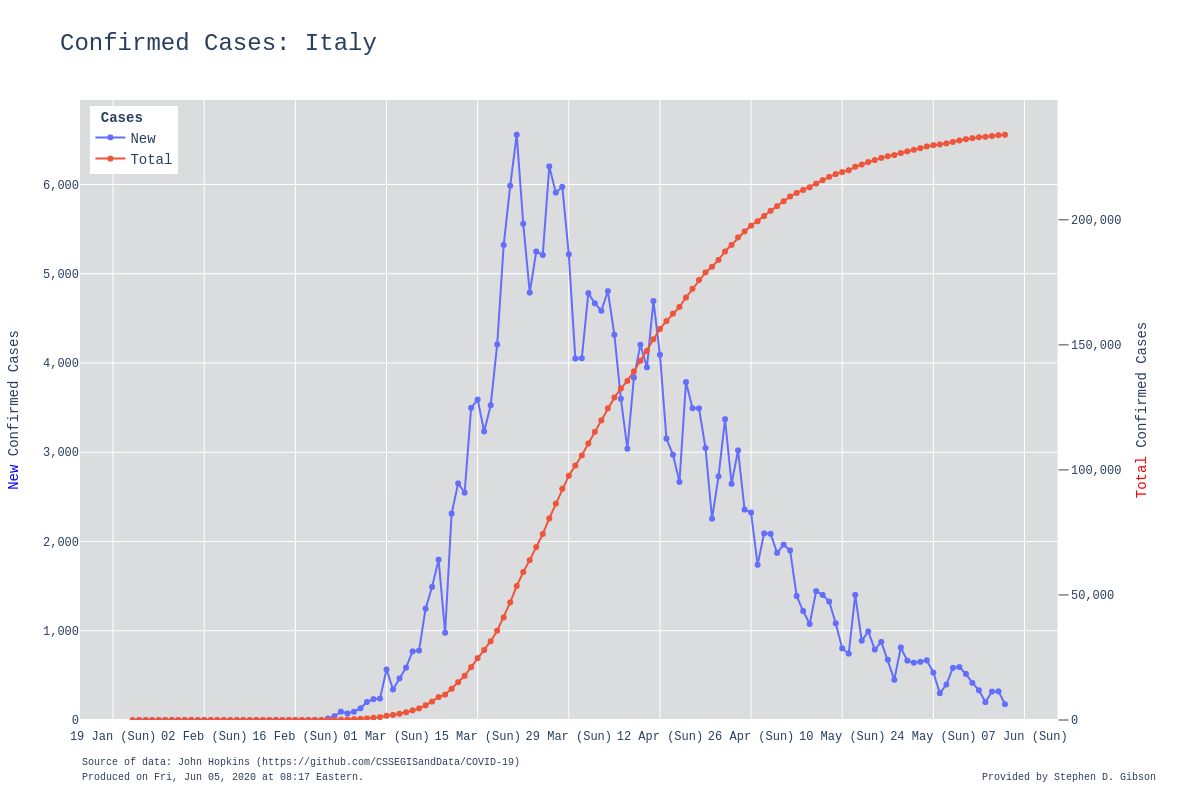 Confirmed Cases: Italy
Cases
New
Total
6,000
5,000
4,000
3,000
2,000
1,000
0
200,000
150,000
100,000
50,000
0
New Confirmed Cases
Total Confirmed Cases
19 Jan (Sun) 02 Feb (Sun) 16 Feb (Sun) 01 Mar (Sun) 15 Mar (Sun) 29 Mar (Sun) 12 Apr (Sun) 26 Apr (Sun) 10 May (Sun) 24 May (Sun) 07 Jun (Sun)
Source of data: John Hopkins (https://github.com/CSSEGISandData/COVID-19)
Produced on Fri, Jun 05, 2020 at 08:17 Eastern.
Provided by Stephen D. Gibson